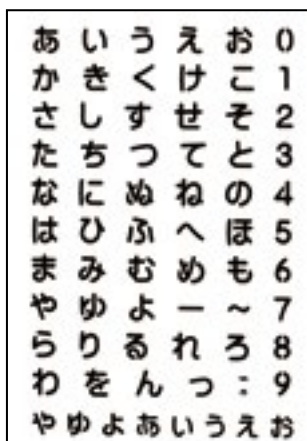 あ い う え お 0
か き く け こ 1
さ し す せ そ 2
た ち つ て と 3
な に ぬ ね の 4
は ひ ふ へ ほ 5
ま み む め も 6
や ゆ よ ー ~ 7
ら り る れ ろ 8
わ を ん っ : 9
ゃ ゅ ょ ぁ ぃ ぅ ぇ ぉ